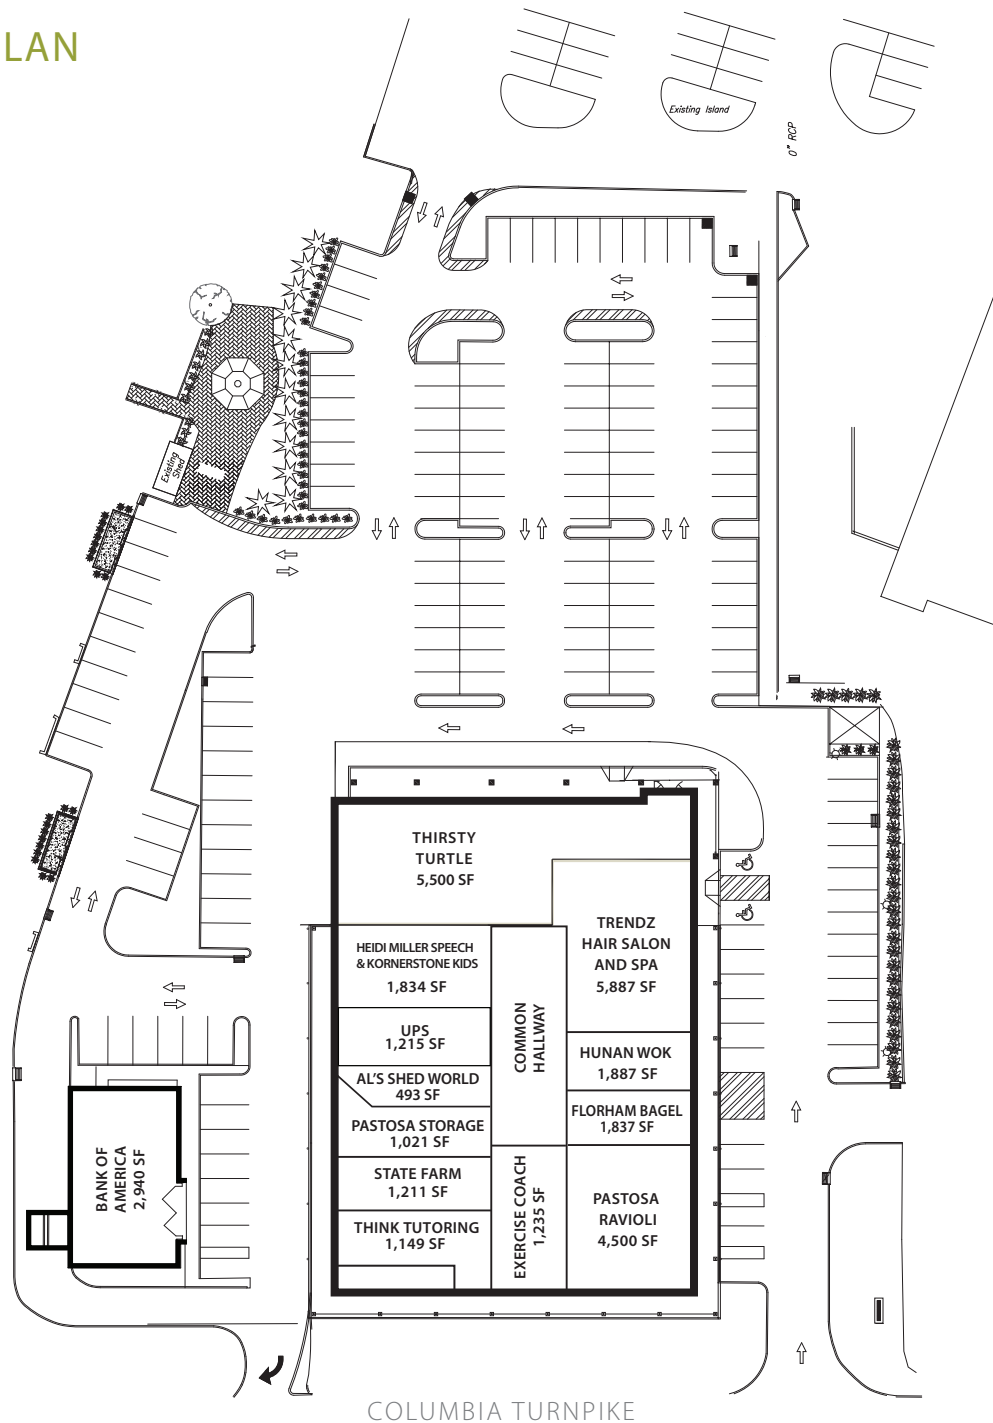 LAN
Existing Island
0" RCP
Existing
Shed
THIRSTY
TURTLE
5,500 SF
TRENDZ
HAIR SALON
AND SPA
5,887 SF
HEIDI MILLER SPEECH
& KORNERSTONE KIDS
1,834 SF
UPS
1,215 SF
COMMON
HALLWAY
HUNAN WOK
1,887 SF
AL'S SHED WORLD
493 SF
FLORHAM BAGEL
1,837 SF
PASTOSA STORAGE
1,021 SF
STATE FARM
1,211 SF
THINK TUTORING
1,149 SF
EXERCISE COACH
1,235 SF
PASTOSA
RAVIOLI
4,500 SF
BANK OF
AMERICA
2,940 SF
COLUMBIA TURNPIKE